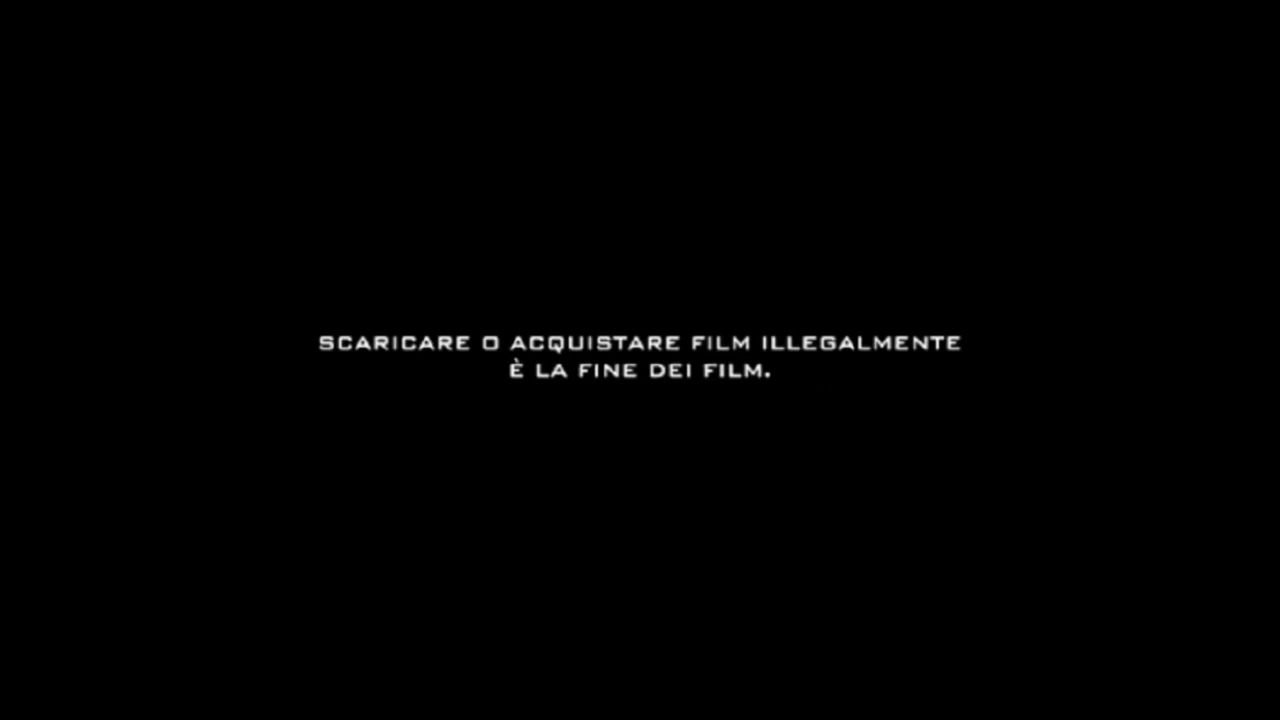 SCARICARE O ACQUISTARE FILM ILLEGALMENTE
È LA FINE DEI FILM.